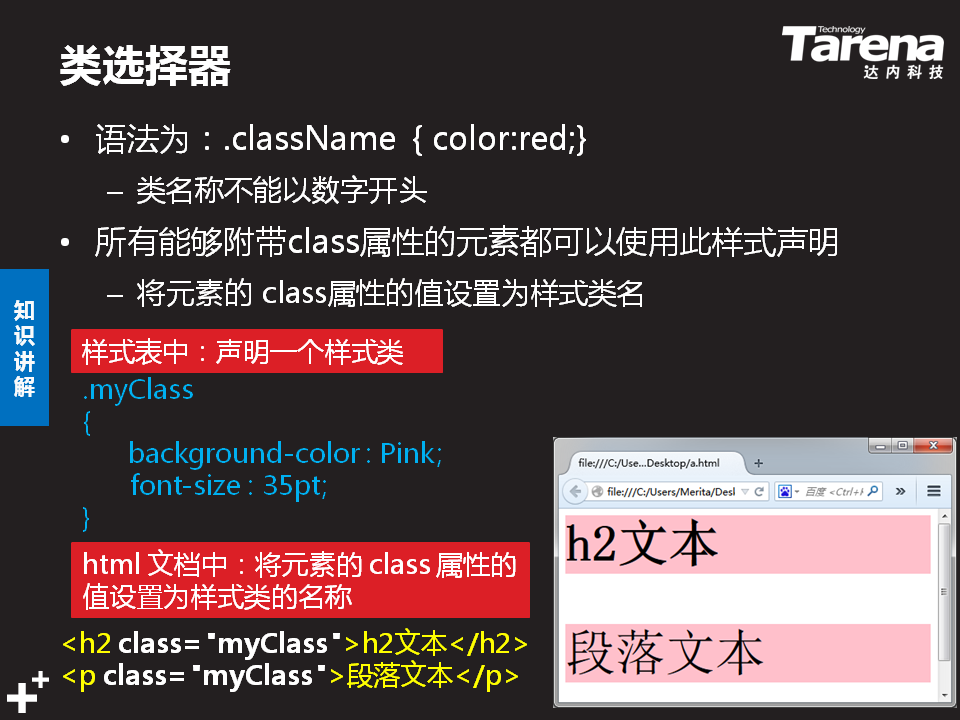 类选择器
Technology
Tarena
达内科技
• 语法为：.className { color:red;}
– 类名称不能以数字开头
• 所有能够附带class属性的元素都可以使用此样式声明
– 将元素的 class属性的值设置为样式类名
知识讲解
样式表中：声明一个样式类
.myClass
{
background-color : Pink;
font-size : 35pt;
}
html 文档中：将元素的 class 属性的
值设置为样式类的名称
<h2 class="myClass">h2文本</h2>
<p class="myClass">段落文本</p>
file:///C:/Use...Desktop/a.html
file:///C:/Users/Merita/Desl
百度 <Ctrl+K
h2文本
段落文本